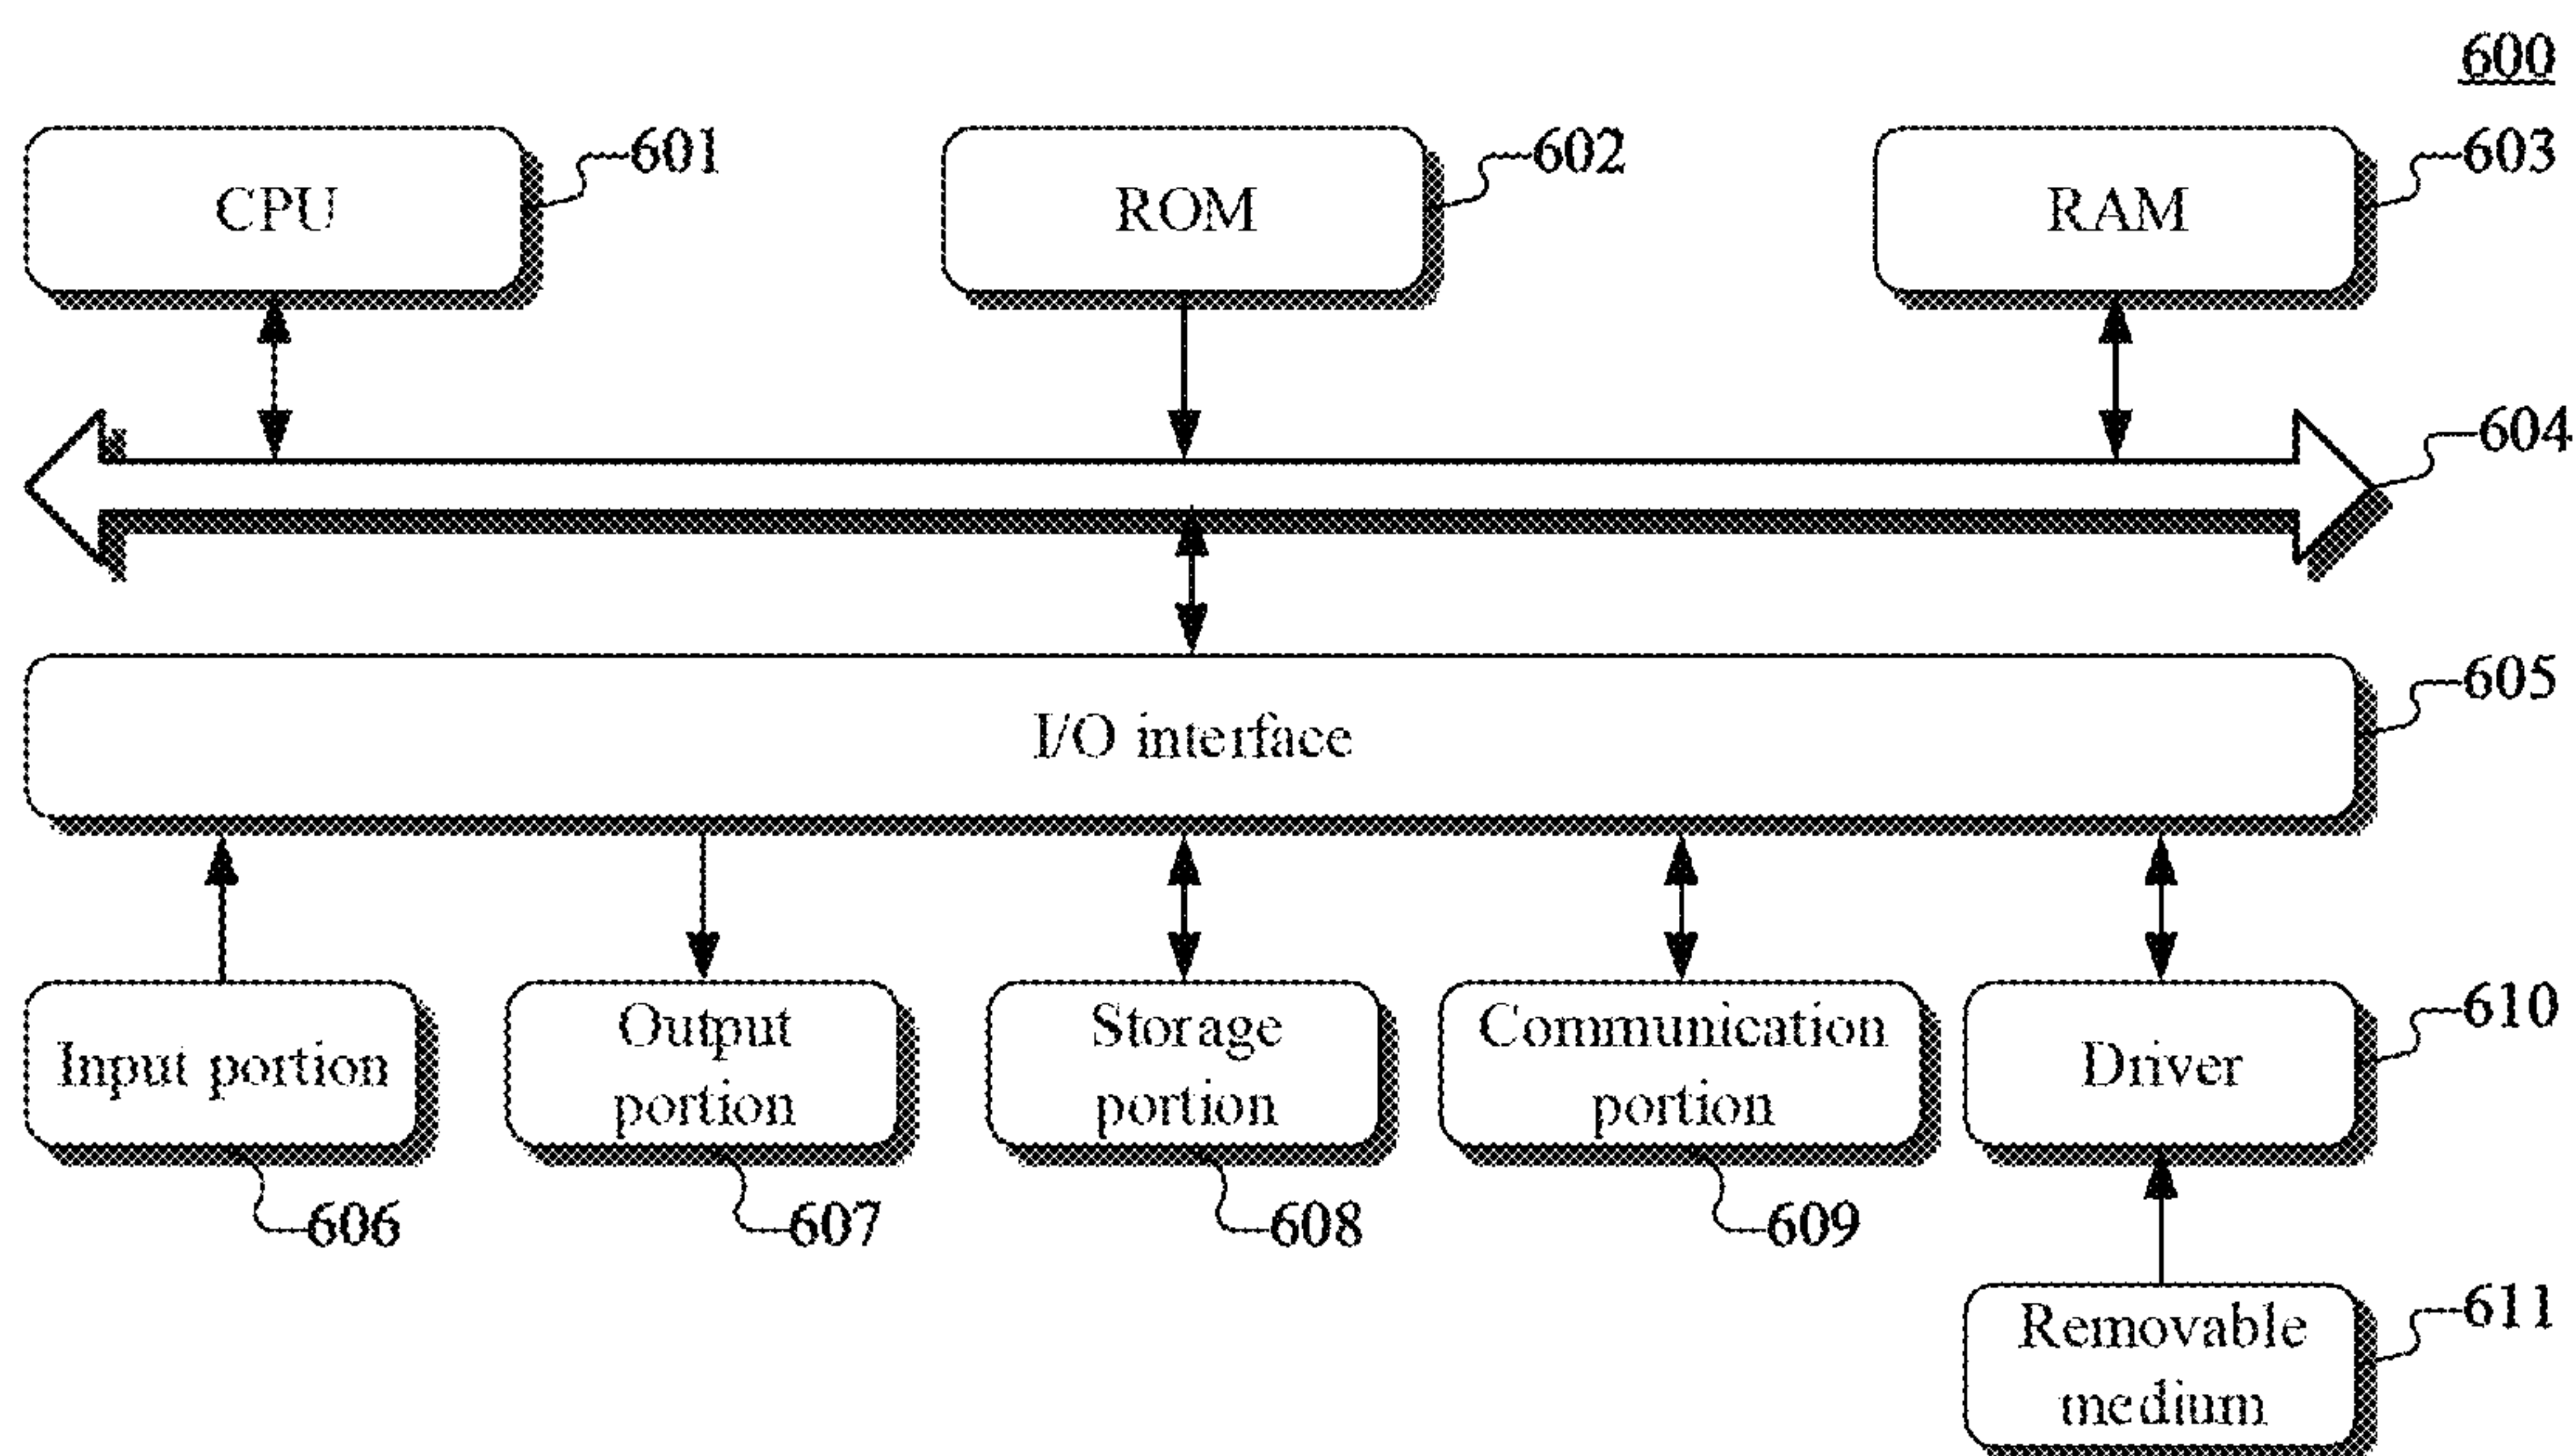 600
CPU
601
ROM
602
RAM
603
604
I/O interface
605
Input portion
606
Output
portion
607
Storage
portion
608
Communication
portion
609
Driver
610
Removable
medium
611